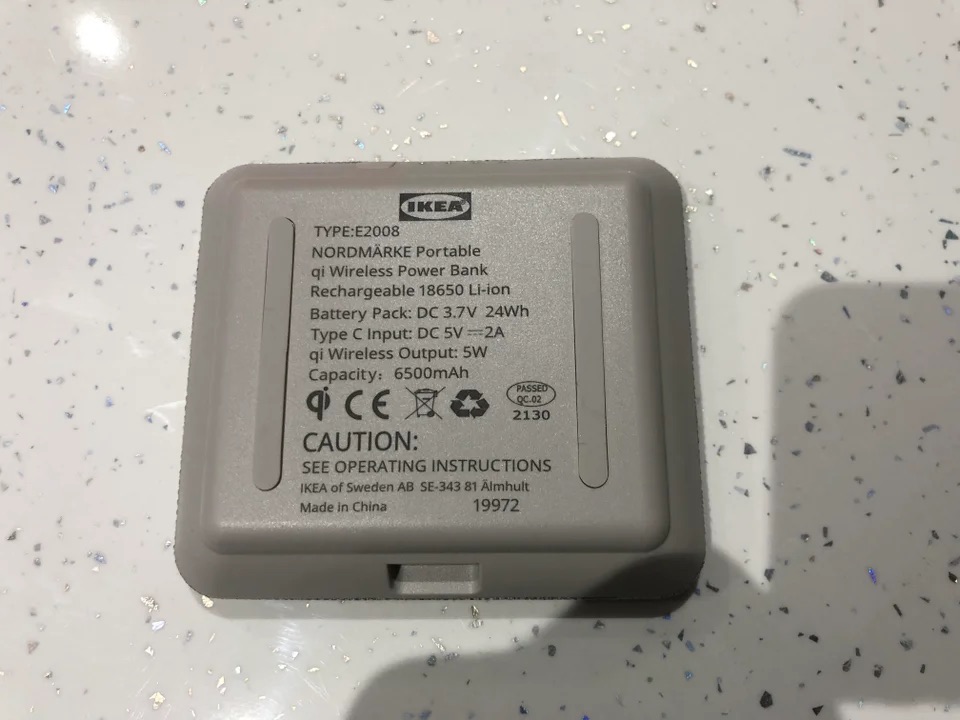 IKEA®
TYPE:E2008
NORDMÄRKE Portable
qi Wireless Power Bank
Rechargeable 18650 Li-ion
Battery Pack: DC 3.7V 24Wh
Type C Input: DC 5V ⎓2A
qi Wireless Output: 5W
Capacity: 6500mAh
qi CE
PASSED
QC.02
2130
CAUTION:
SEE OPERATING INSTRUCTIONS
IKEA of Sweden AB SE-343 81 Älmhult
Made in China 19972